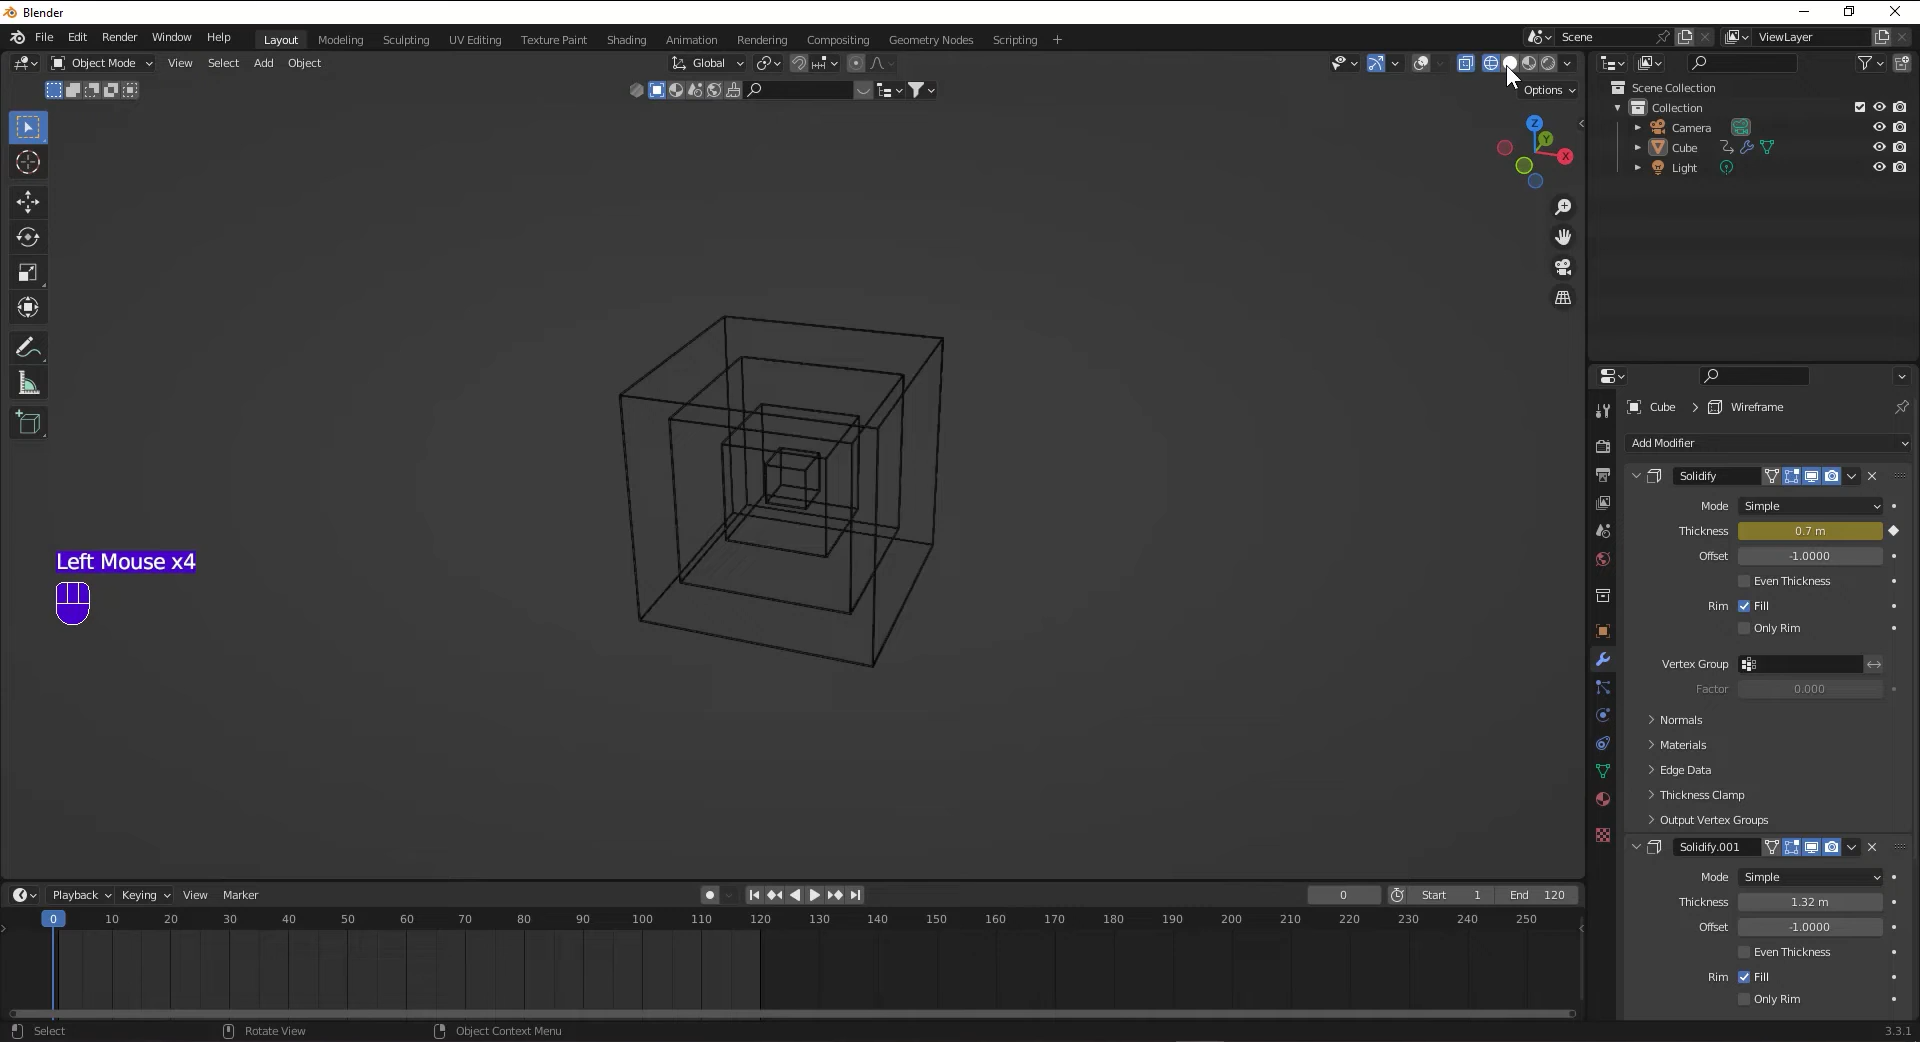 Blender
File Edit Render Window Help
Layout Modeling Sculpting UV Editing Texture Paint Shading Animation Rendering Compositing Geometry Nodes Scripting +
Scene
ViewLayer
Object Mode View Select Add Object
Global
Options
Z
Y
X
Scene Collection
Collection
Camera
Cube
Light
Cube > Wireframe
Add Modifier
Solidify
Mode Simple
Thickness 0.7 m
Offset -1.0000
Even Thickness
Rim Fill
Only Rim
Vertex Group
Factor 0.000
Normals
Materials
Edge Data
Thickness Clamp
Output Vertex Groups
Solidify.001
Mode Simple
Thickness 1.32 m
Offset -1.0000
Even Thickness
Rim Fill
Only Rim
Left Mouse x4
Playback Keying View Marker
0 Start 1 End 120
0 10 20 30 40 50 60 70 80 90 100 110 120 130 140 150 160 170 180 190 200 210 220 230 240 250
Select Rotate View Object Context Menu
3.3.1